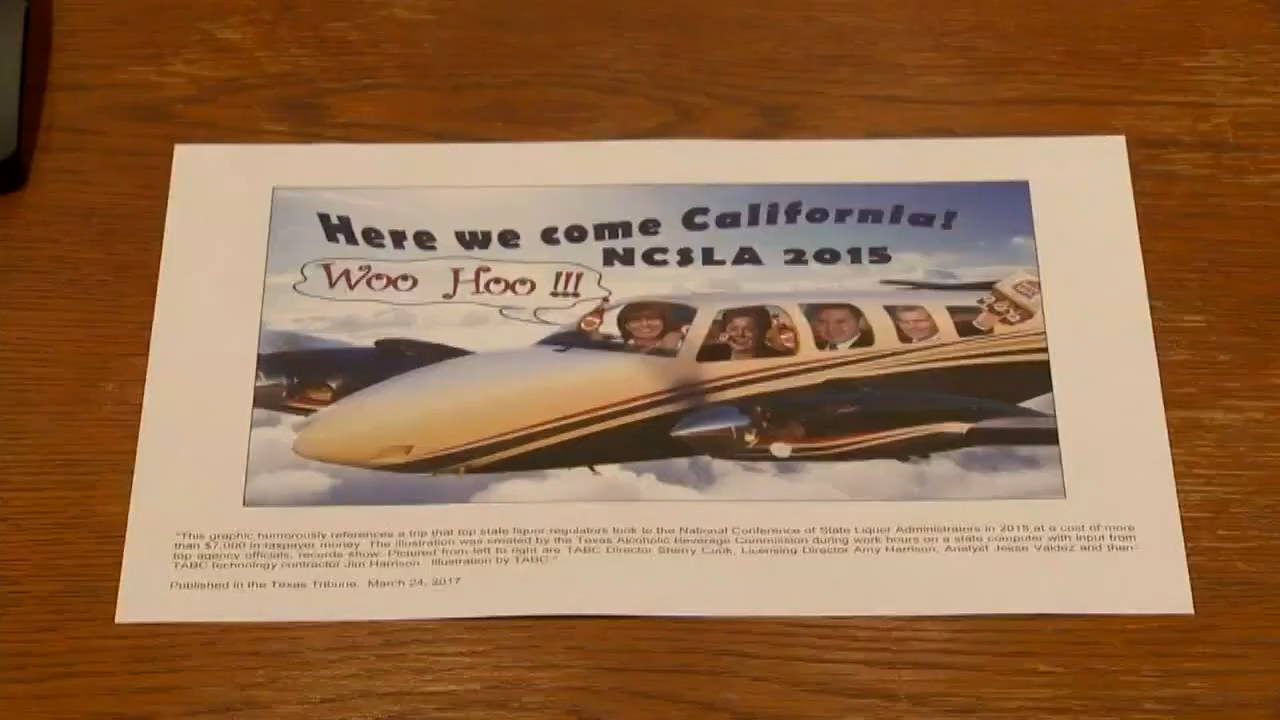 Here we come California!
NCSLA 2015
Woo Hoo !!!
"This graphic humorously references a trip that top state liquor regulators took to the National Conference of State Liquor Administrators in 2015 at a cost of more
than $7,000 in taxpayer money. The illustration was created by the Texas Alcoholic Beverage Commission during work hours on a state computer with input from
top agency officials, records show. Pictured from left to right are TABC Director Sherry Cook, Licensing Director Amy Harrison, Analyst Jesse Valdez and then-
TABC technology contractor Jim Harrison. Illustration by TABC."
Published in the Texas Tribune, March 24, 2017